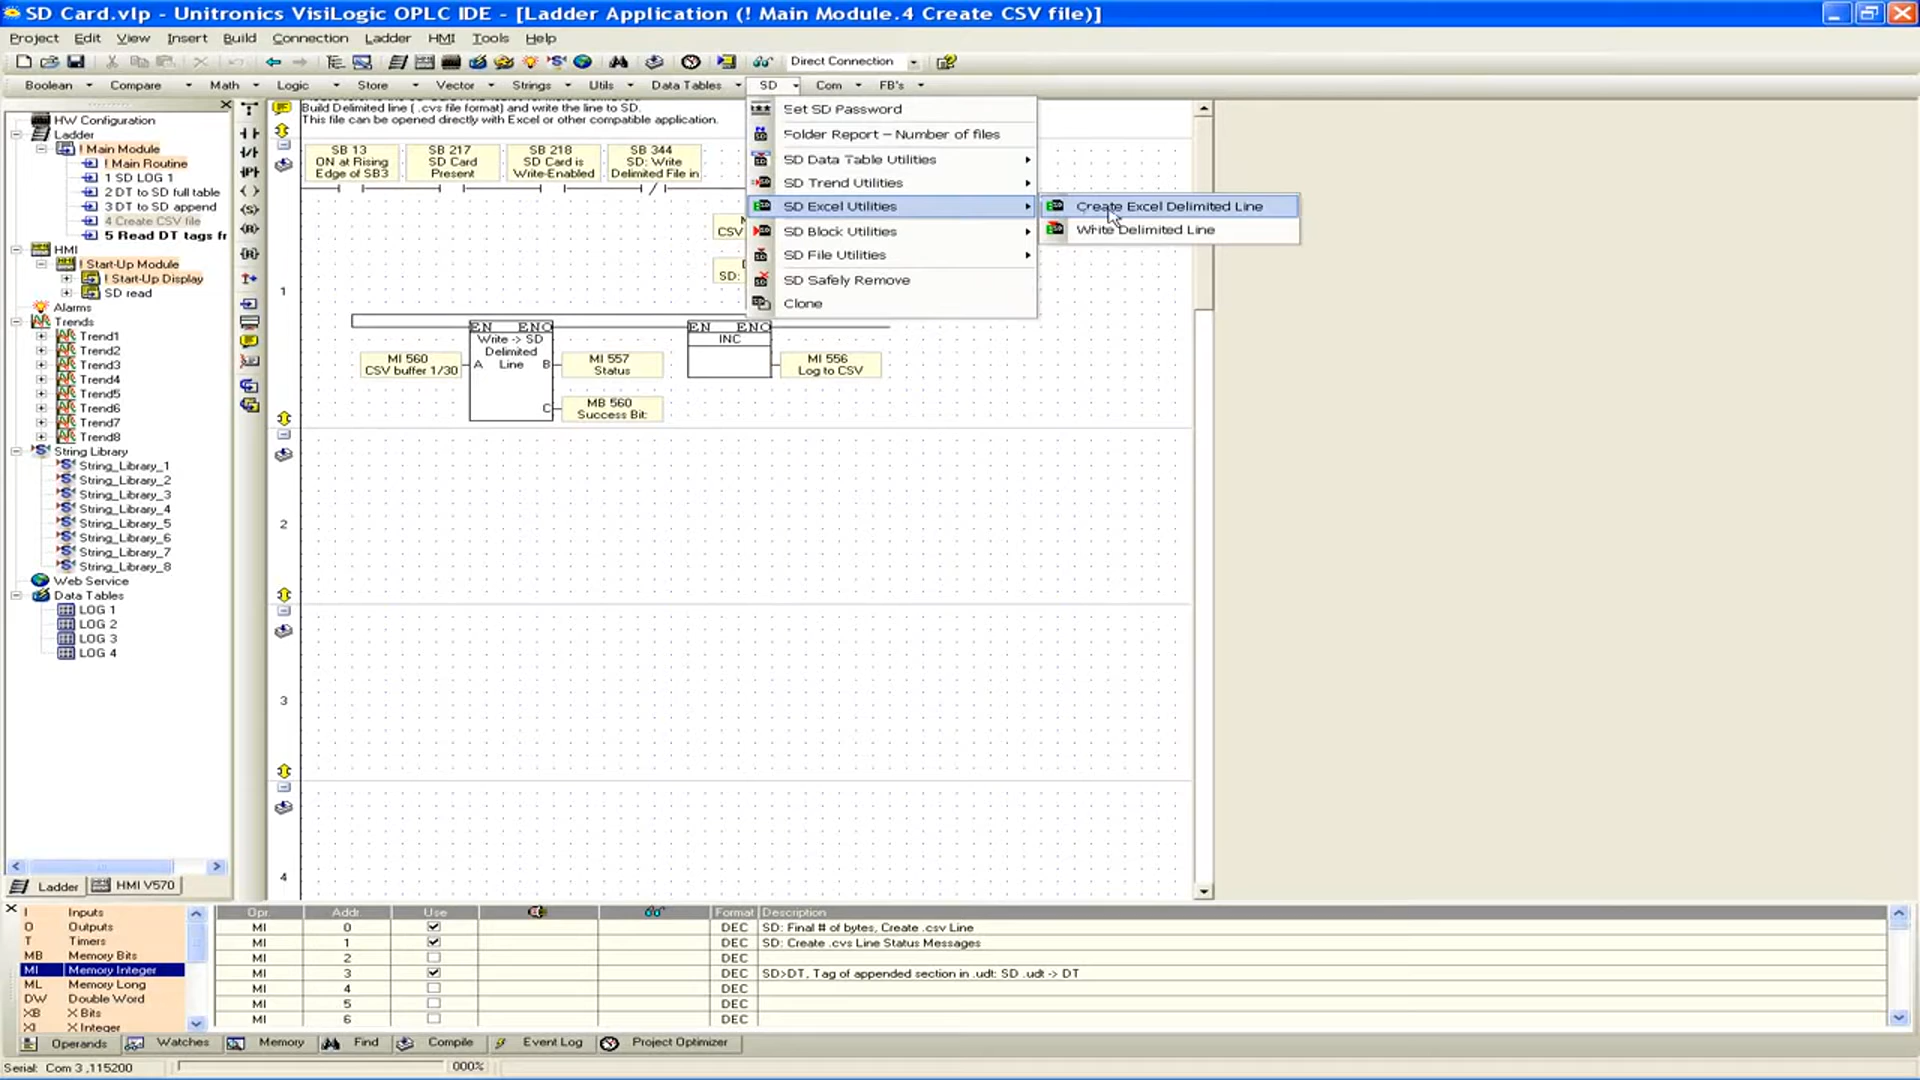 SD Card.vlp - Unitronics VisiLogic OPLC IDE - [Ladder Application (! Main Module.4 Create CSV file)]
Project Edit View Insert Build Connection Ladder HMI Tools Help
Direct Connection
Boolean Compare Math Logic Store Vector Strings Utils Data Tables SD Com FB's
HW Configuration
Ladder
! Main Module
! Main Routine
1 SD LOG 1
2 DT to SD full table
3 DT to SD append
4 Create CSV file
5 Read DT tags fr
HMI
! Start-Up Module
! Start-Up Display
SD read
Alarms
Trends
Trend1
Trend2
Trend3
Trend4
Trend5
Trend6
Trend7
Trend8
String Library
String_Library_1
String_Library_2
String_Library_3
String_Library_4
String_Library_5
String_Library_6
String_Library_7
String_Library_8
Web Service
Data Tables
LOG 1
LOG 2
LOG 3
LOG 4
Ladder HMI V570
Build Delimited line (.cvs file format) and write the line to SD.
This file can be opened directly with Excel or other compatible application.
SB 13
ON at Rising
Edge of SB3
SB 217
SD Card
Present
SB 218
SD Card is
Write-Enabled
SB 344
SD: Write
Delimited File in
CSV
SD:
1
EN ENO
Write -> SD
Delimited
A Line B
C
MI 560
CSV buffer 1/30
MI 557
Status
MB 560
Success Bit:
EN ENO
INC
MI 556
Log to CSV
2
3
4
Set SD Password
Folder Report – Number of files
SD Data Table Utilities
SD Trend Utilities
SD Excel Utilities
SD Block Utilities
SD File Utilities
SD Safely Remove
Clone
Create Excel Delimited Line
Write Delimited Line
I Inputs
O Outputs
T Timers
MB Memory Bits
MI Memory Integer
ML Memory Long
DW Double Word
XB X Bits
XI X Integer
Opr. Addr. Use Format Description
MI 0 DEC SD: Final # of bytes, Create .csv Line
MI 1 DEC SD: Create .cvs Line Status Messages
MI 2 DEC
MI 3 DEC SD>DT, Tag of appended section in .udt: SD .udt -> DT
MI 4 DEC
MI 5 DEC
MI 6 DEC
Operands Watches Memory Find Compile Event Log Project Optimizer
Serial: Com 3 ,115200 000%